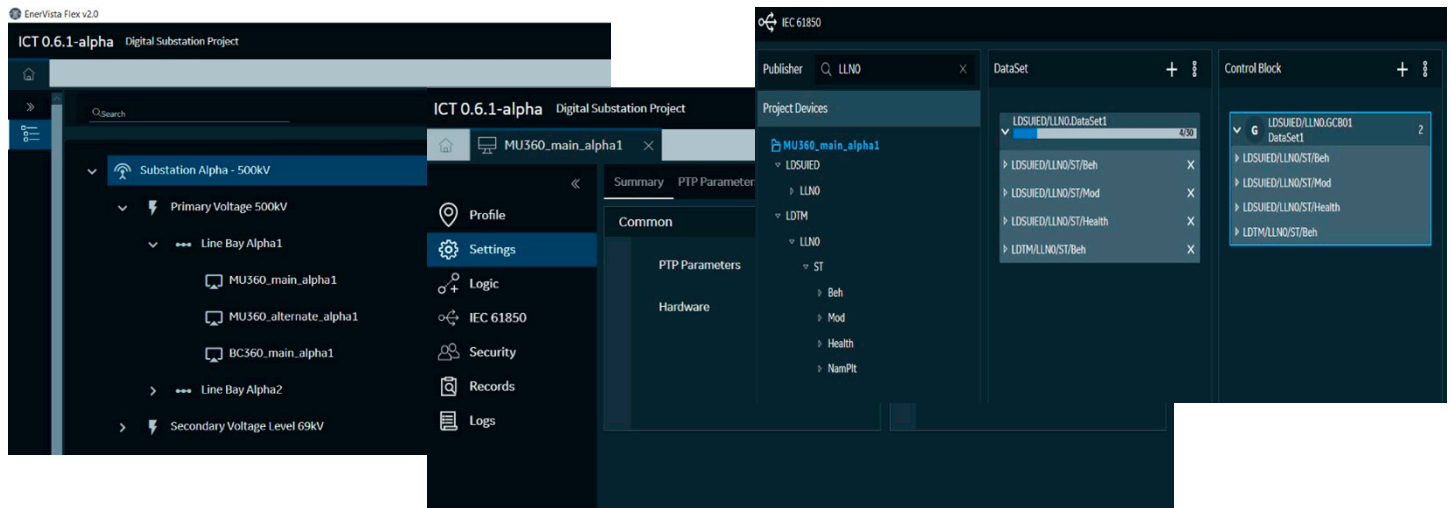 EnerVista Flex v2.0
ICT 0.6.1-alpha Digital Substation Project
Search
Substation Alpha - 500kV
Primary Voltage 500kV
Line Bay Alpha1
MU360_main_alpha1
MU360_alternate_alpha1
BC360_main_alpha1
Line Bay Alpha2
Secondary Voltage Level 69kV
ICT 0.6.1-alpha Digital Substation Project
MU360_main_alpha1
Profile
Settings
Logic
IEC 61850
Security
Records
Logs
Summary PTP Parameter
Common
PTP Parameters
Hardware
IEC 61850
Publisher LLN0
Project Devices
MU360_main_alpha1
LDSUIED
LLN0
LDTM
LLN0
ST
Beh
Mod
Health
NamPlt
DataSet
LDSUIED/LLN0.DataSet1
4/30
LDSUIED/LLN0/ST/Beh
LDSUIED/LLN0/ST/Mod
LDSUIED/LLN0/ST/Health
LDTM/LLN0/ST/Beh
Control Block
G LDSUIED/LLN0.GCB01 2
DataSet1
LDSUIED/LLN0/ST/Beh
LDSUIED/LLN0/ST/Mod
LDSUIED/LLN0/ST/Health
LDTM/LLN0/ST/Beh